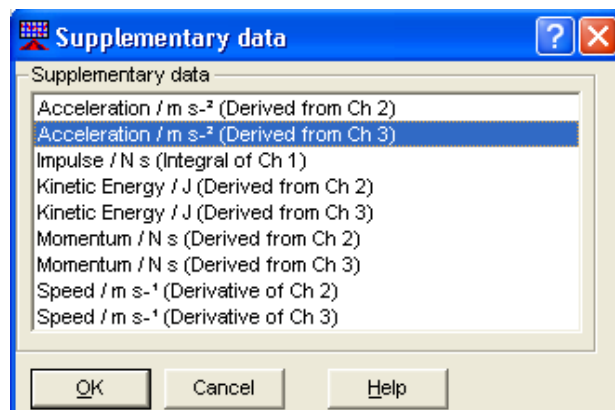 Supplementary data
Supplementary data
Acceleration / m s-² (Derived from Ch 2)
Acceleration / m s-² (Derived from Ch 3)
Impulse / N s (Integral of Ch 1)
Kinetic Energy / J (Derived from Ch 2)
Kinetic Energy / J (Derived from Ch 3)
Momentum / N s (Derived from Ch 2)
Momentum / N s (Derived from Ch 3)
Speed / m s-¹ (Derivative of Ch 2)
Speed / m s-¹ (Derivative of Ch 3)
OK Cancel Help